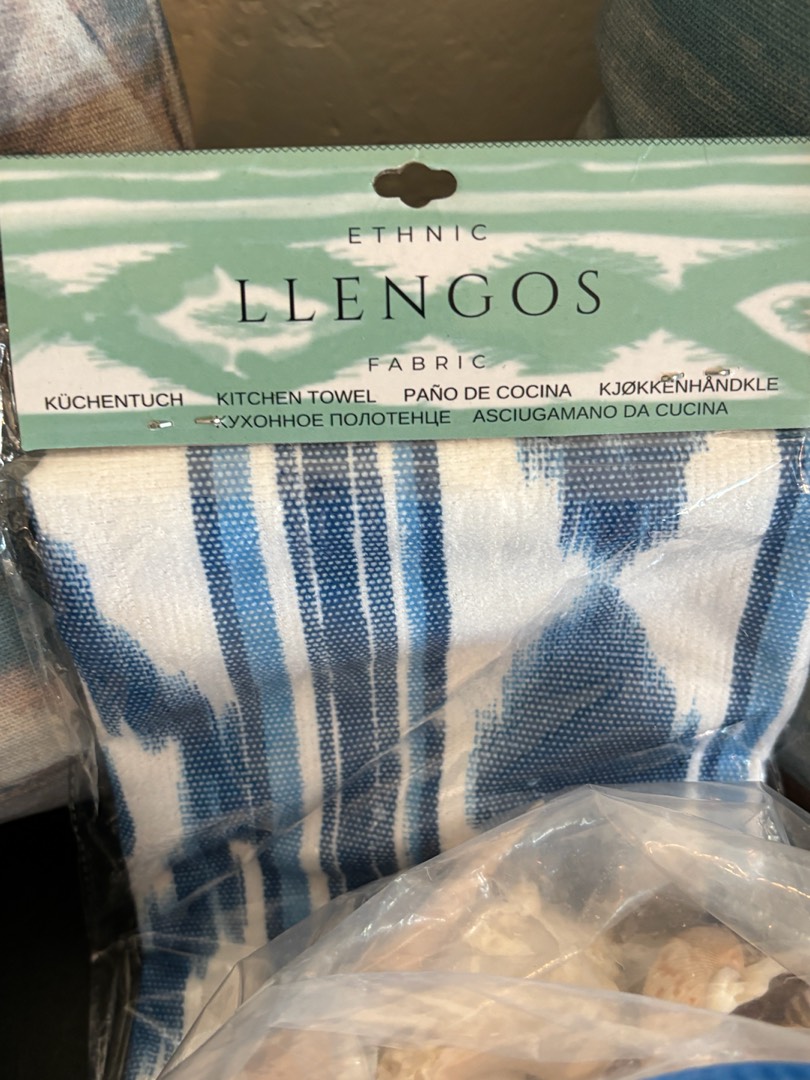 ETHNIC
LLENGOS
FABRIC
KÜCHENTUCH KITCHEN TOWEL PAÑO DE COCINA KJØKKENHÅNDKLE
КУХОННОЕ ПОЛОТЕНЦЕ ASCIUGAMANO DA CUCINA